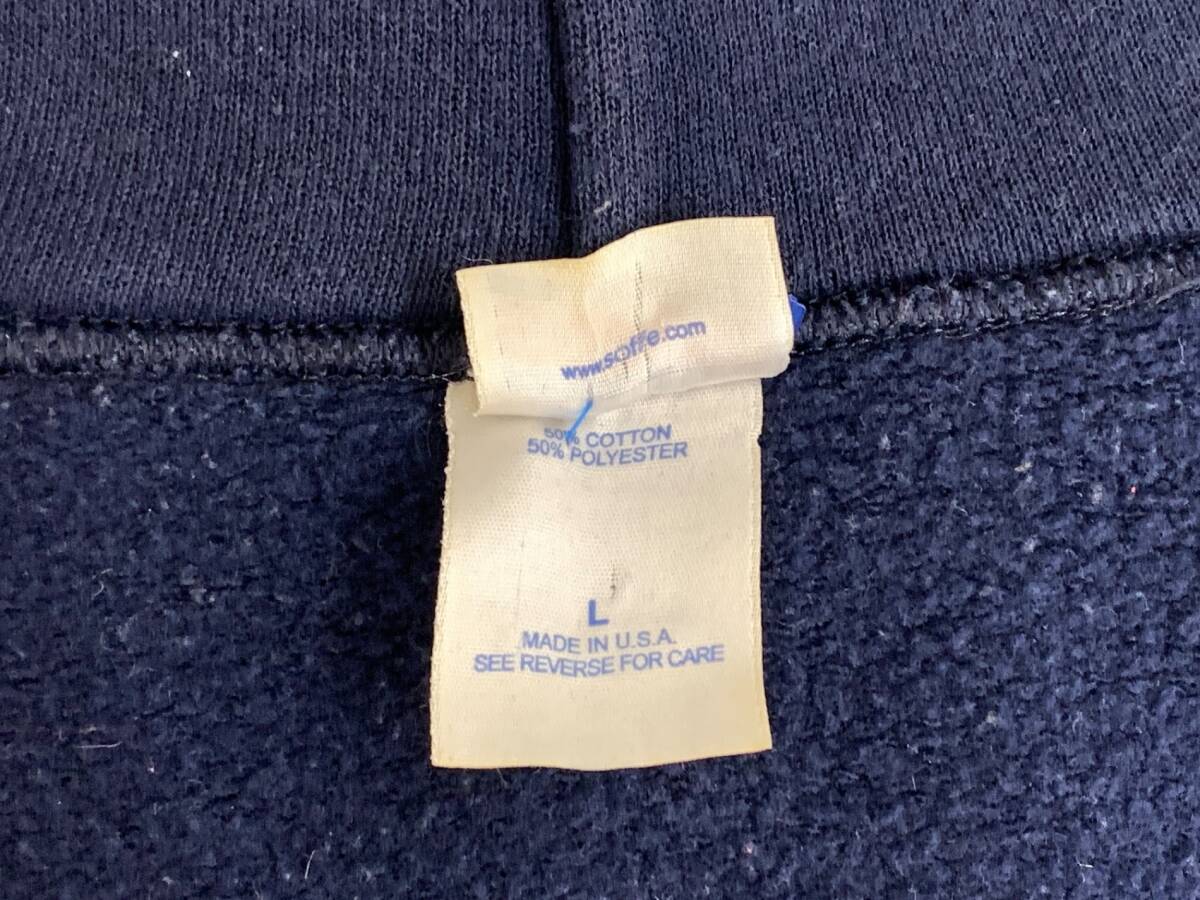 www.soffe.com
50% COTTON
50% POLYESTER
L
MADE IN U.S.A.
SEE REVERSE FOR CARE